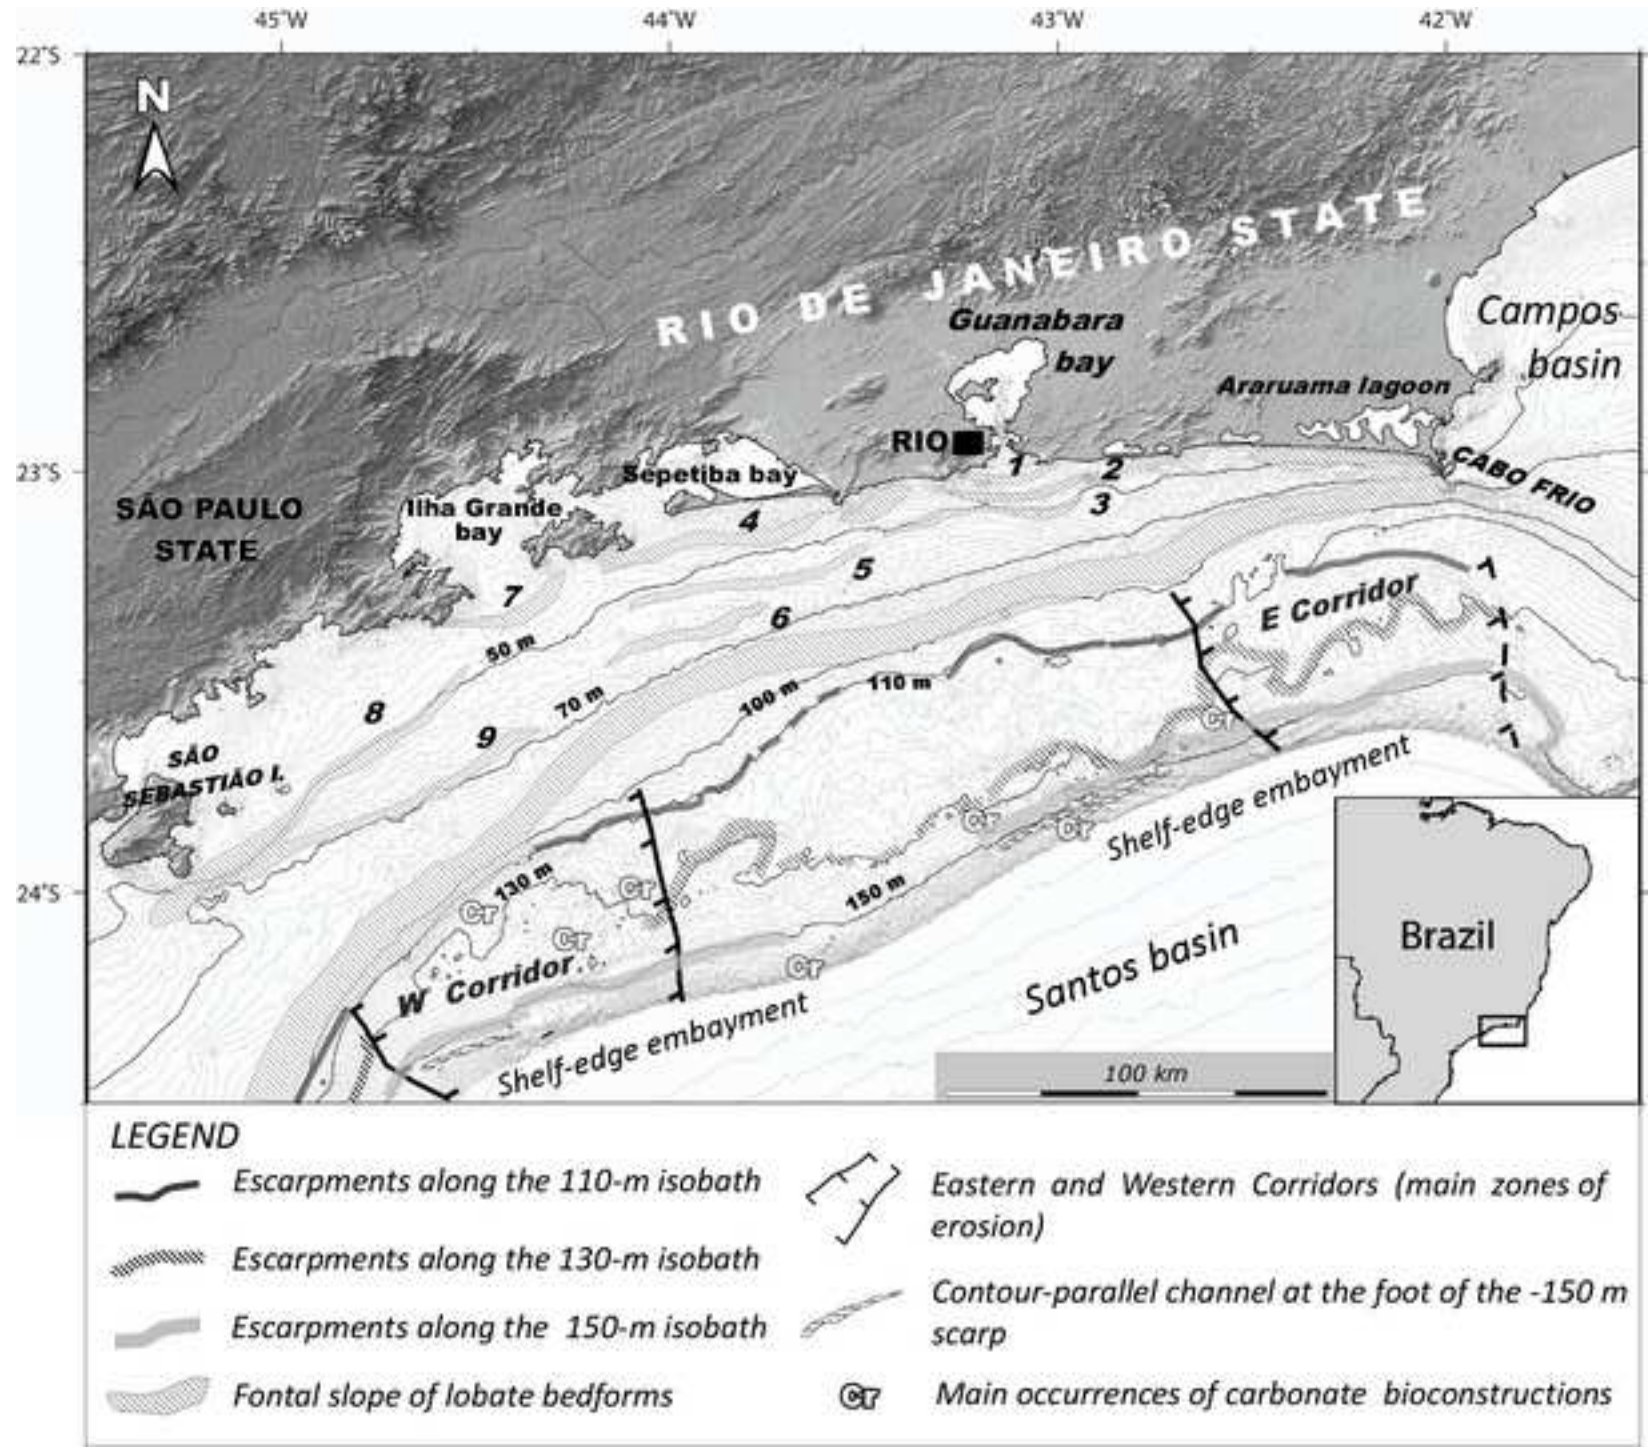 45°W 44°W 43°W 42°W
22°S
N
RIO DE JANEIRO STATE
Guanabara
bay
Campos
basin
Araruama lagoon
RIO
23°S
1
2
3
CABO FRIO
Sepetiba bay
Ilha Grande
bay
4
SÃO PAULO
STATE
5
7
6
E Corridor
50 m
70 m
100 m
110 m
8
9
SÃO
SEBASTIÃO I.
Cr
Shelf-edge embayment
Cr
Cr
24°S
130 m
150 m
Cr
Cr
Cr
Cr
W Corridor
Santos basin
Shelf-edge embayment
100 km
Brazil
LEGEND
Escarpments along the 110-m isobath
Escarpments along the 130-m isobath
Escarpments along the 150-m isobath
Fontal slope of lobate bedforms
Eastern and Western Corridors (main zones of
erosion)
Contour-parallel channel at the foot of the -150 m
scarp
Cr Main occurrences of carbonate bioconstructions